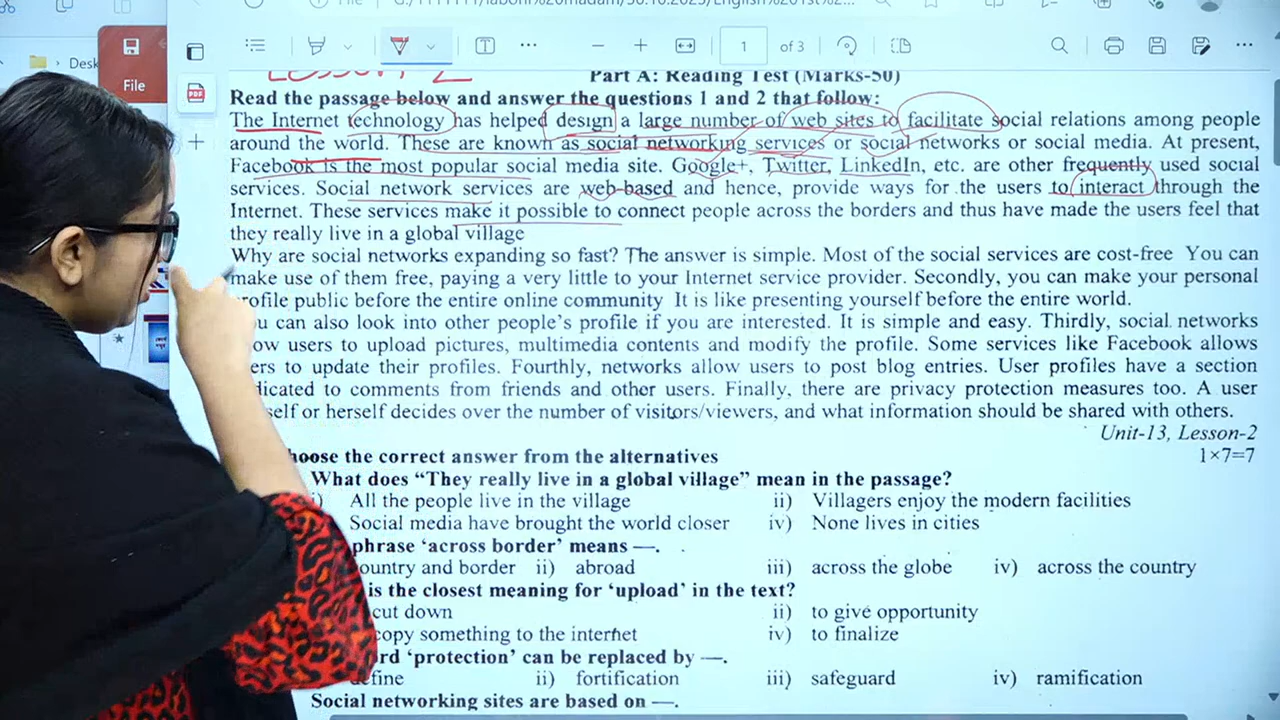 File
Desk
File
1 of 3
LESSON-2
Part A: Reading Test (Marks-50)
Read the passage below and answer the questions 1 and 2 that follow:
The Internet technology has helped design a large number of web sites to facilitate social relations among people
around the world. These are known as social networking services or social networks or social media. At present,
Facebook is the most popular social media site. Google+, Twitter, LinkedIn, etc. are other frequently used social
services. Social network services are web-based and hence, provide ways for the users to interact through the
Internet. These services make it possible to connect people across the borders and thus have made the users feel that
they really live in a global village
Why are social networks expanding so fast? The answer is simple. Most of the social services are cost-free You can
make use of them free, paying a very little to your Internet service provider. Secondly, you can make your personal
rofile public before the entire online community It is like presenting yourself before the entire world.
u can also look into other people's profile if you are interested. It is simple and easy. Thirdly, social networks
ow users to upload pictures, multimedia contents and modify the profile. Some services like Facebook allows
ers to update their profiles. Fourthly, networks allow users to post blog entries. User profiles have a section
dicated to comments from friends and other users. Finally, there are privacy protection measures too. A user
self or herself decides over the number of visitors/viewers, and what information should be shared with others.
Unit-13, Lesson-2
hoose the correct answer from the alternatives 1×7=7
What does "They really live in a global village" mean in the passage?
i) All the people live in the village ii) Villagers enjoy the modern facilities
Social media have brought the world closer iv) None lives in cities
phrase 'across border' means —.
ountry and border ii) abroad iii) across the globe iv) across the country
is the closest meaning for 'upload' in the text?
cut down ii) to give opportunity
copy something to the internet iv) to finalize
rd 'protection' can be replaced by —.
efine ii) fortification iii) safeguard iv) ramification
Social networking sites are based on —.